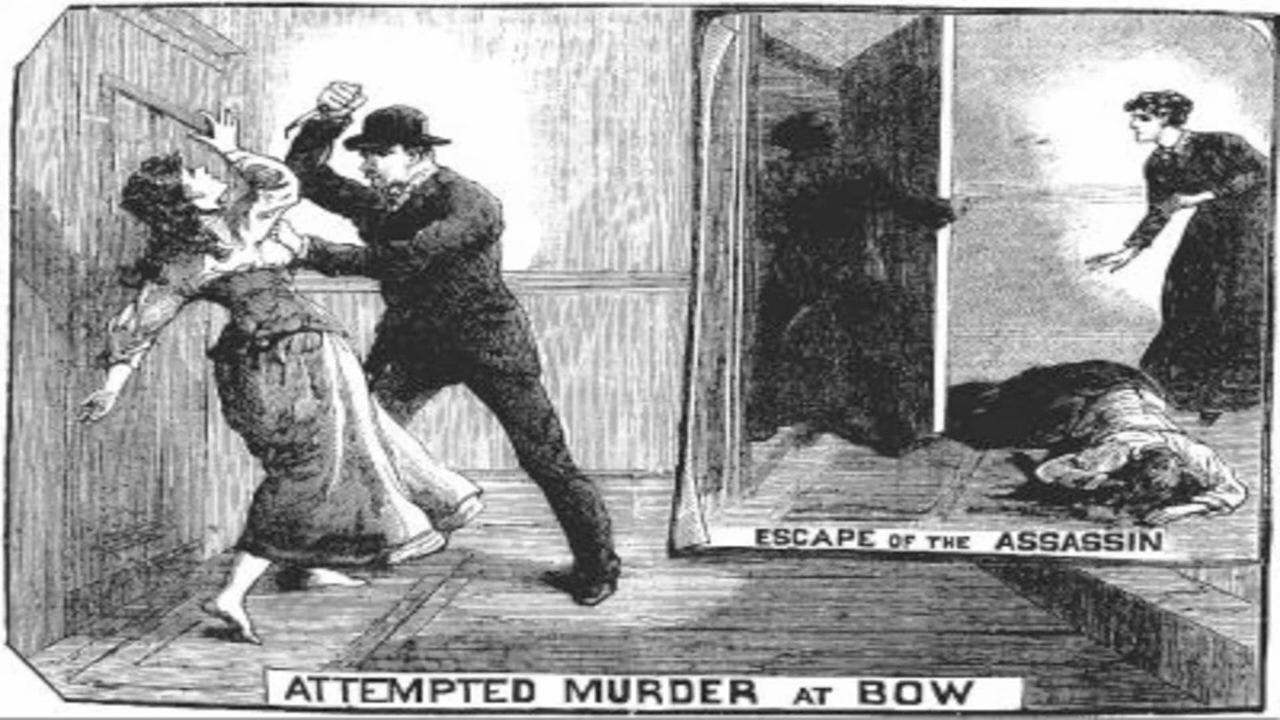 ESCAPE OF THE ASSASSIN
ATTEMPTED MURDER AT BOW